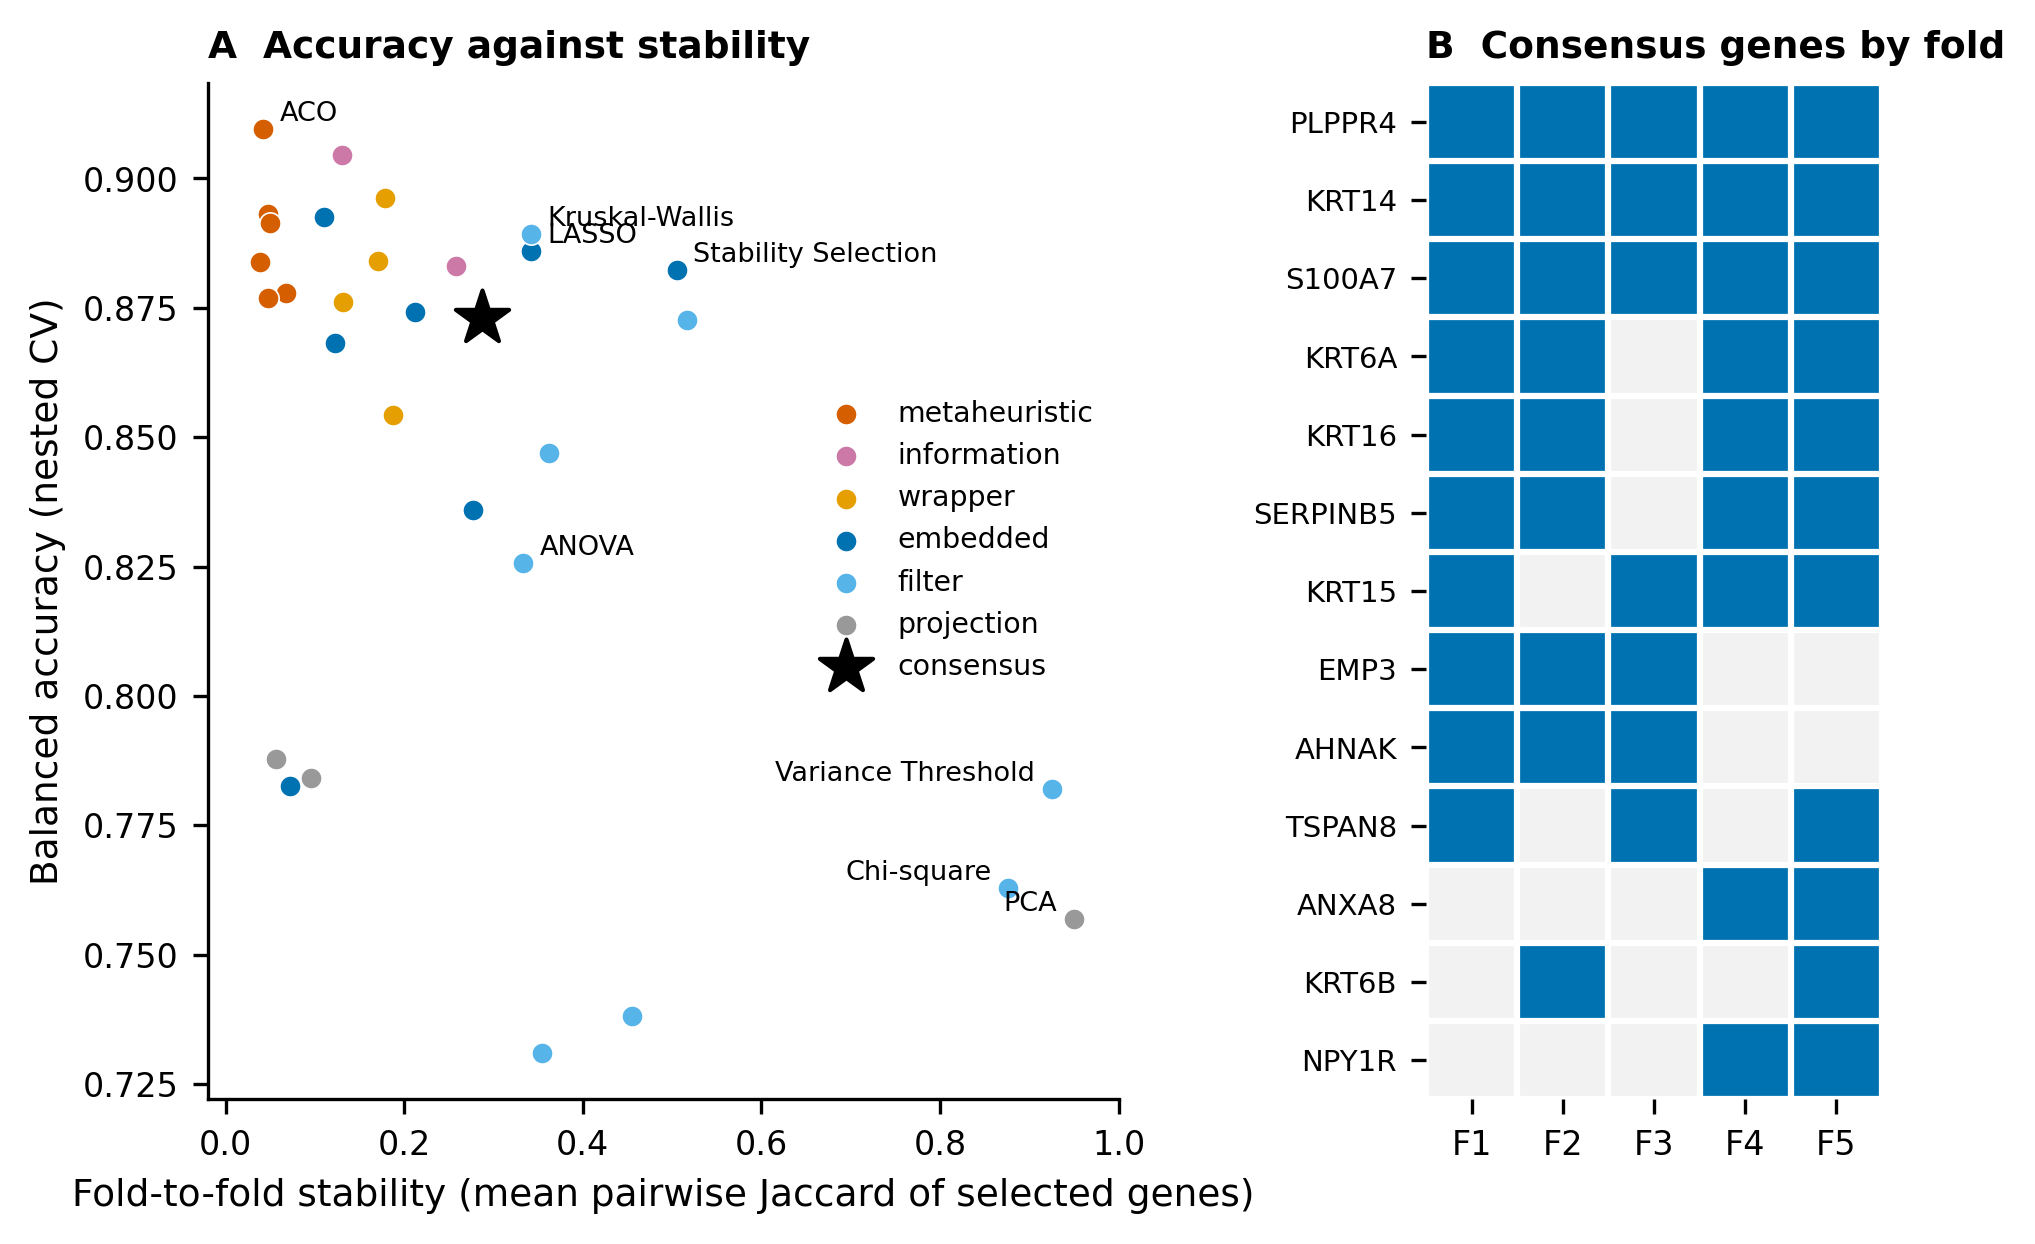 A  Accuracy against stability
Balanced accuracy (nested CV)
0.900
0.875
0.850
0.825
0.800
0.775
0.750
0.725
ACO
Kruskal-Wallis
LASSO
Stability Selection
ANOVA
Variance Threshold
Chi-square
PCA
metaheuristic
information
wrapper
embedded
filter
projection
consensus
0.0 0.2 0.4 0.6 0.8 1.0
Fold-to-fold stability (mean pairwise Jaccard of selected genes)
B  Consensus genes by fold
PLPPR4
KRT14
S100A7
KRT6A
KRT16
SERPINB5
KRT15
EMP3
AHNAK
TSPAN8
ANXA8
KRT6B
NPY1R
F1 F2 F3 F4 F5